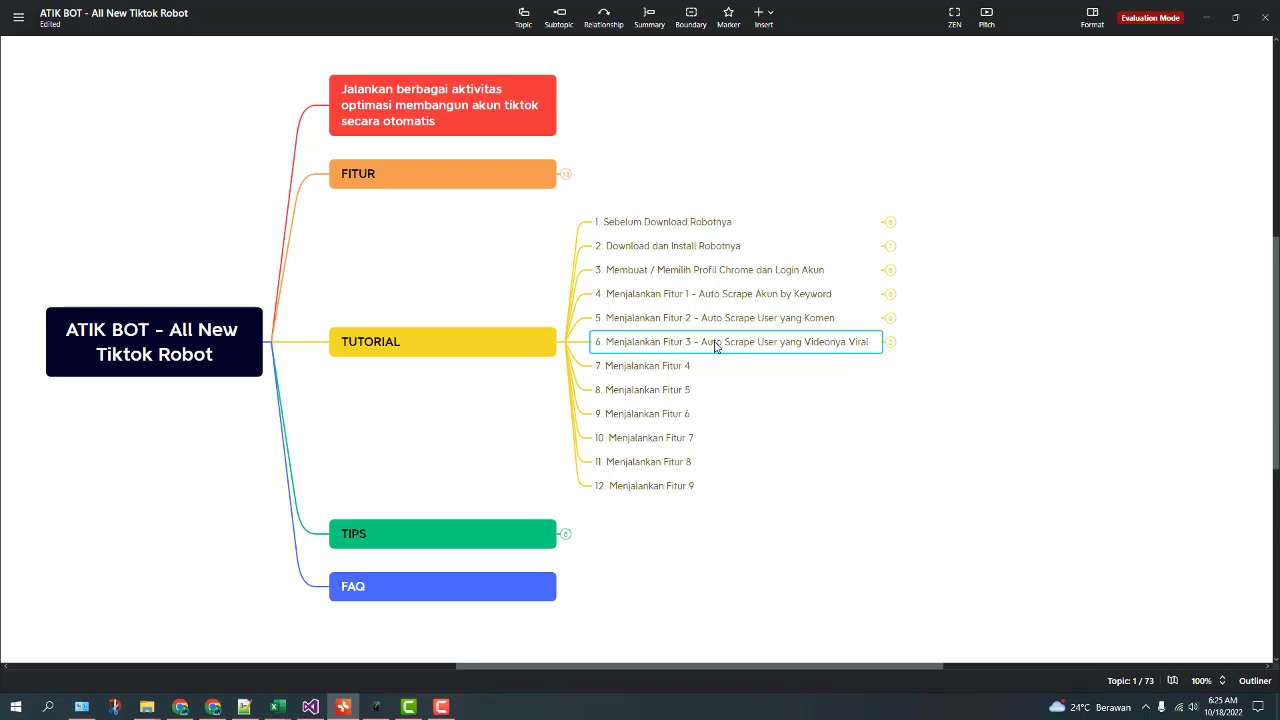 ATIK BOT - All New Tiktok Robot
Edited
Topic
Subtopic
Relationship
Summary
Boundary
Marker
Insert
ZEN
Pitch
Format
Evaluation Mode
Jalankan berbagai aktivitas
optimasi membangun akun tiktok
secara otomatis
FITUR
1. Sebelum Download Robotnya
2. Download dan Install Robotnya
3. Membuat / Memilih Profil Chrome dan Login Akun
4. Menjalankan Fitur 1 - Auto Scrape Akun by Keyword
5. Menjalankan Fitur 2 - Auto Scrape User yang Komen
ATIK BOT - All New
Tiktok Robot
TUTORIAL
6. Menjalankan Fitur 3 - Auto Scrape User yang Videonya Viral
2
7 Menjalankan Fitur 4
8. Menjalankan Fitur 5
9 Menjalankan Fitur 6
10 Menjalankan Fitur 7
11. Menjalankan Fitur 8
12. Menjalankan Fitur 9
TIPS
FAQ
Topic: 1 / 73
100%
Outliner
24°C Berawan
6:25 AM
10/18/2022